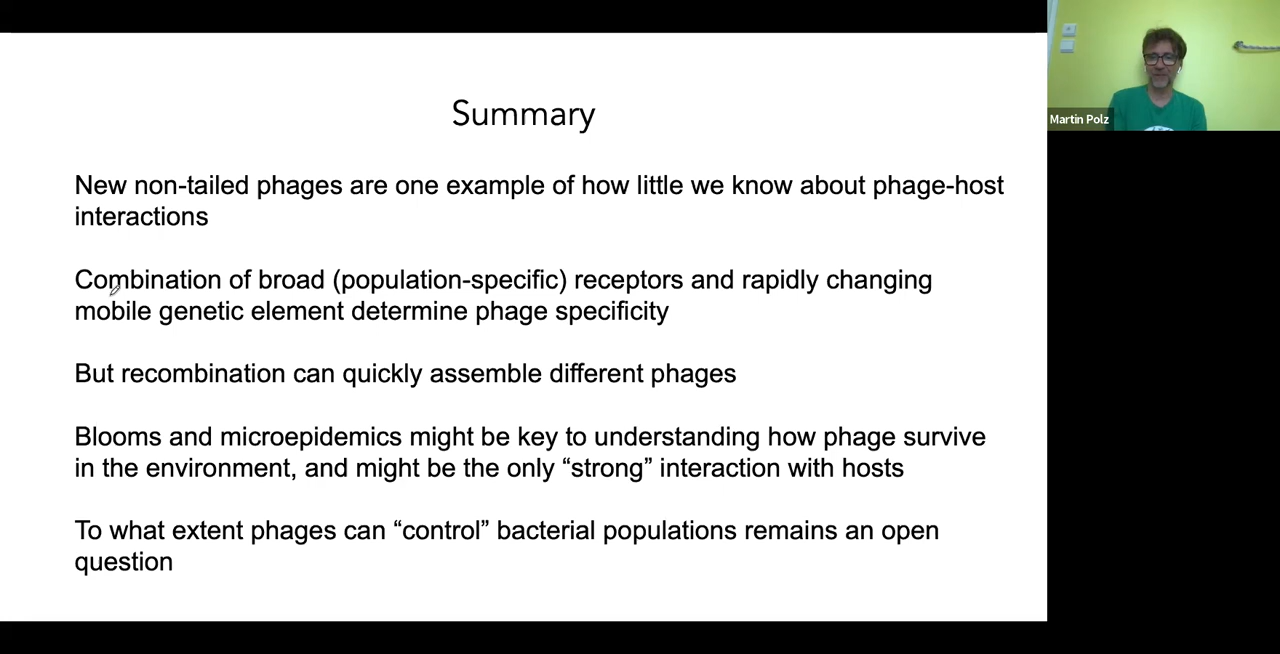 Summary
New non-tailed phages are one example of how little we know about phage-host
interactions
Combination of broad (population-specific) receptors and rapidly changing
mobile genetic element determine phage specificity
But recombination can quickly assemble different phages
Blooms and microepidemics might be key to understanding how phage survive
in the environment, and might be the only “strong” interaction with hosts
To what extent phages can “control” bacterial populations remains an open
question
Martin Polz